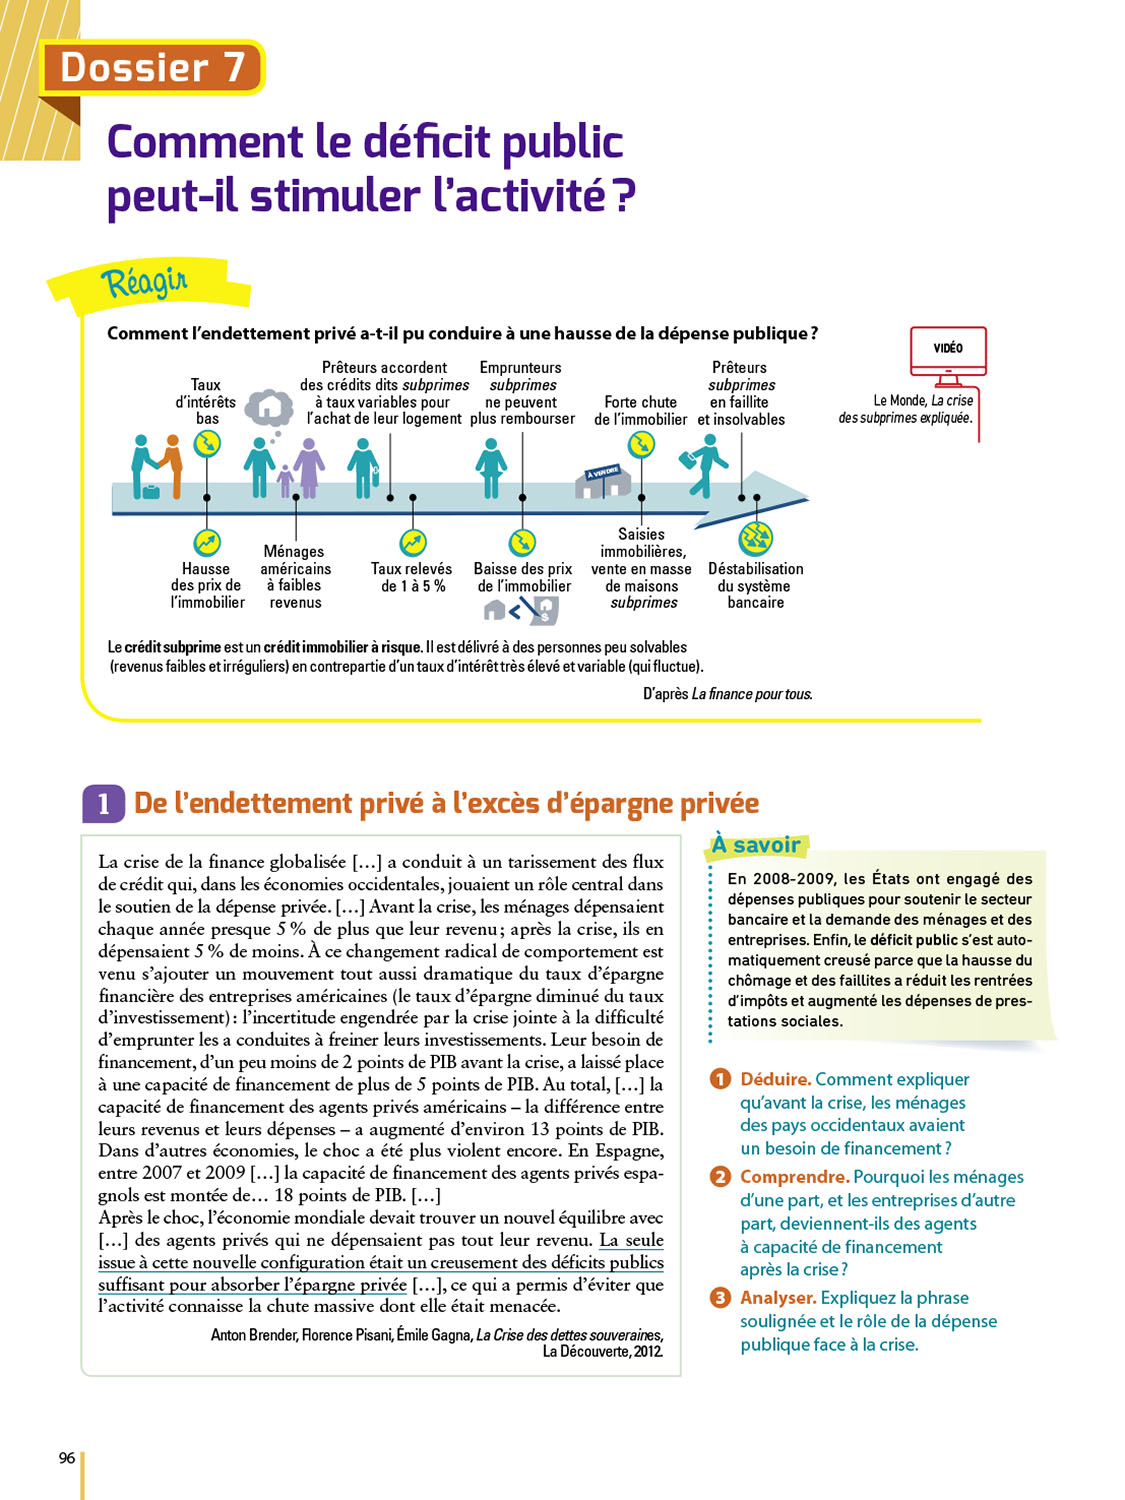 Dossier 7
Comment le déficit public
peut-il stimuler l'activité ?
Réagir
Comment l'endettement privé a-t-il pu conduire à une hausse de la dépense publique ?
Taux
d'intérêts
bas
Prêteurs accordent
des crédits dits subprimes
à taux variables pour
l'achat de leur logement
Emprunteurs
subprimes
ne peuvent
plus rembourser
Forte chute
de l'immobilier
Prêteurs
subprimes
en faillite
et insolvables
À VENDRE
Hausse
des prix de
l'immobilier
Ménages
américains
à faibles
revenus
Taux relevés
de 1 à 5 %
Baisse des prix
de l'immobilier
<
$
Saisies
immobilières,
vente en masse
de maisons
subprimes
Déstabilisation
du système
bancaire
Le crédit subprime est un crédit immobilier à risque. Il est délivré à des personnes peu solvables
(revenus faibles et irréguliers) en contrepartie d'un taux d'intérêt très élevé et variable (qui fluctue).
D'après La finance pour tous.
VIDÉO
Le Monde, La crise
des subprimes expliquée.
1 De l'endettement privé à l'excès d'épargne privée
La crise de la finance globalisée […] a conduit à un tarissement des flux
de crédit qui, dans les économies occidentales, jouaient un rôle central dans
le soutien de la dépense privée. […] Avant la crise, les ménages dépensaient
chaque année presque 5 % de plus que leur revenu ; après la crise, ils en
dépensaient 5 % de moins. À ce changement radical de comportement est
venu s'ajouter un mouvement tout aussi dramatique du taux d'épargne
financière des entreprises américaines (le taux d'épargne diminué du taux
d'investissement) : l'incertitude engendrée par la crise jointe à la difficulté
d'emprunter les a conduites à freiner leurs investissements. Leur besoin de
financement, d'un peu moins de 2 points de PIB avant la crise, a laissé place
à une capacité de financement de plus de 5 points de PIB. Au total, […] la
capacité de financement des agents privés américains – la différence entre
leurs revenus et leurs dépenses – a augmenté d'environ 13 points de PIB.
Dans d'autres économies, le choc a été plus violent encore. En Espagne,
entre 2007 et 2009 […] la capacité de financement des agents privés espa-
gnols est montée de… 18 points de PIB. […]
Après le choc, l'économie mondiale devait trouver un nouvel équilibre avec
[…] des agents privés qui ne dépensaient pas tout leur revenu. La seule
issue à cette nouvelle configuration était un creusement des déficits publics
suffisant pour absorber l'épargne privée […], ce qui a permis d'éviter que
l'activité connaisse la chute massive dont elle était menacée.
Anton Brender, Florence Pisani, Émile Gagna, La Crise des dettes souveraines,
La Découverte, 2012.
À savoir
En 2008-2009, les États ont engagé des
dépenses publiques pour soutenir le secteur
bancaire et la demande des ménages et des
entreprises. Enfin, le déficit public s'est auto-
matiquement creusé parce que la hausse du
chômage et des faillites a réduit les rentrées
d'impôts et augmenté les dépenses de pres-
tations sociales.
1 Déduire. Comment expliquer
qu'avant la crise, les ménages
des pays occidentaux avaient
un besoin de financement ?
2 Comprendre. Pourquoi les ménages
d'une part, et les entreprises d'autre
part, deviennent-ils des agents
à capacité de financement
après la crise ?
3 Analyser. Expliquez la phrase
soulignée et le rôle de la dépense
publique face à la crise.
96